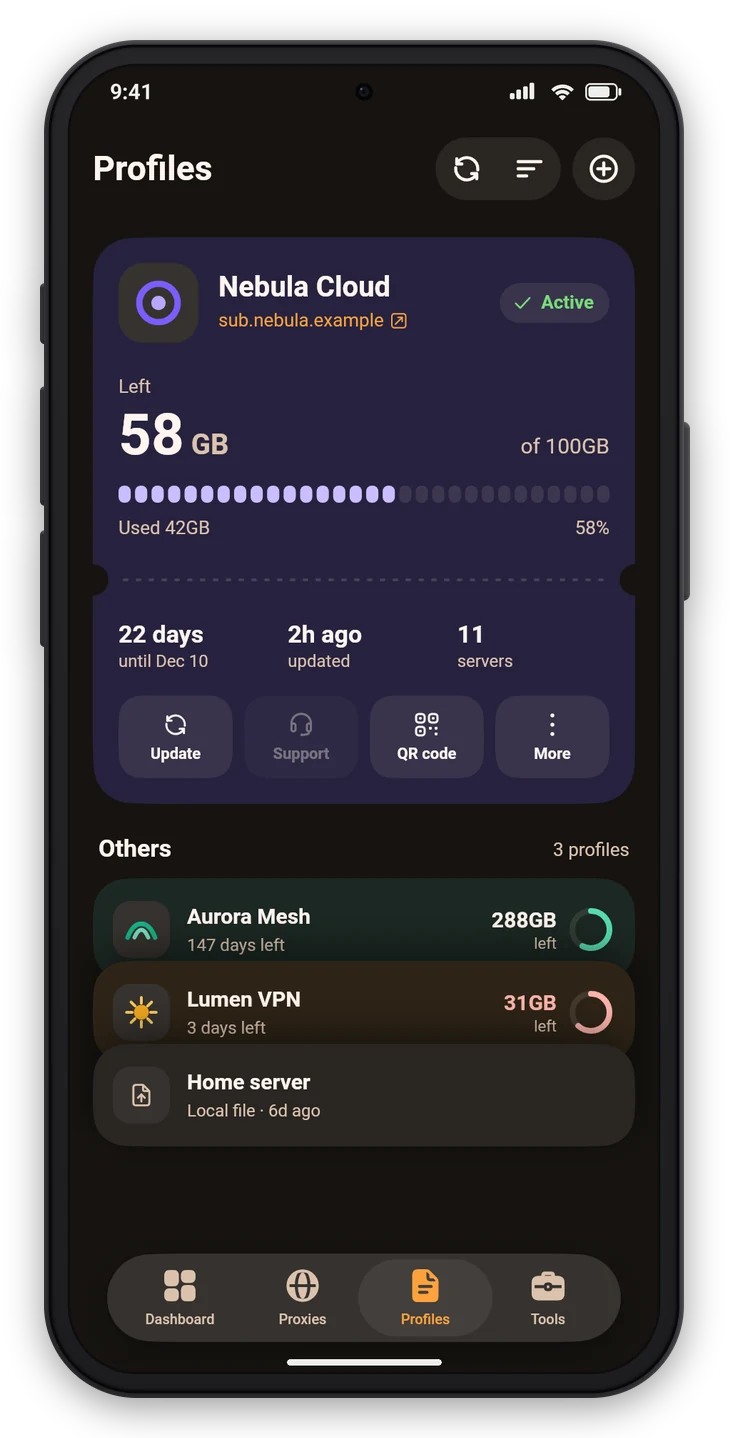 9:41
Profiles
Nebula Cloud
sub.nebula.example
Active
Left
58 GB
of 100GB
Used 42GB
58%
22 days
until Dec 10
2h ago
updated
11
servers
Update
Support
QR code
More
Others
3 profiles
Aurora Mesh
147 days left
288GB
left
Lumen VPN
3 days left
31GB
left
Home server
Local file · 6d ago
Dashboard
Proxies
Profiles
Tools